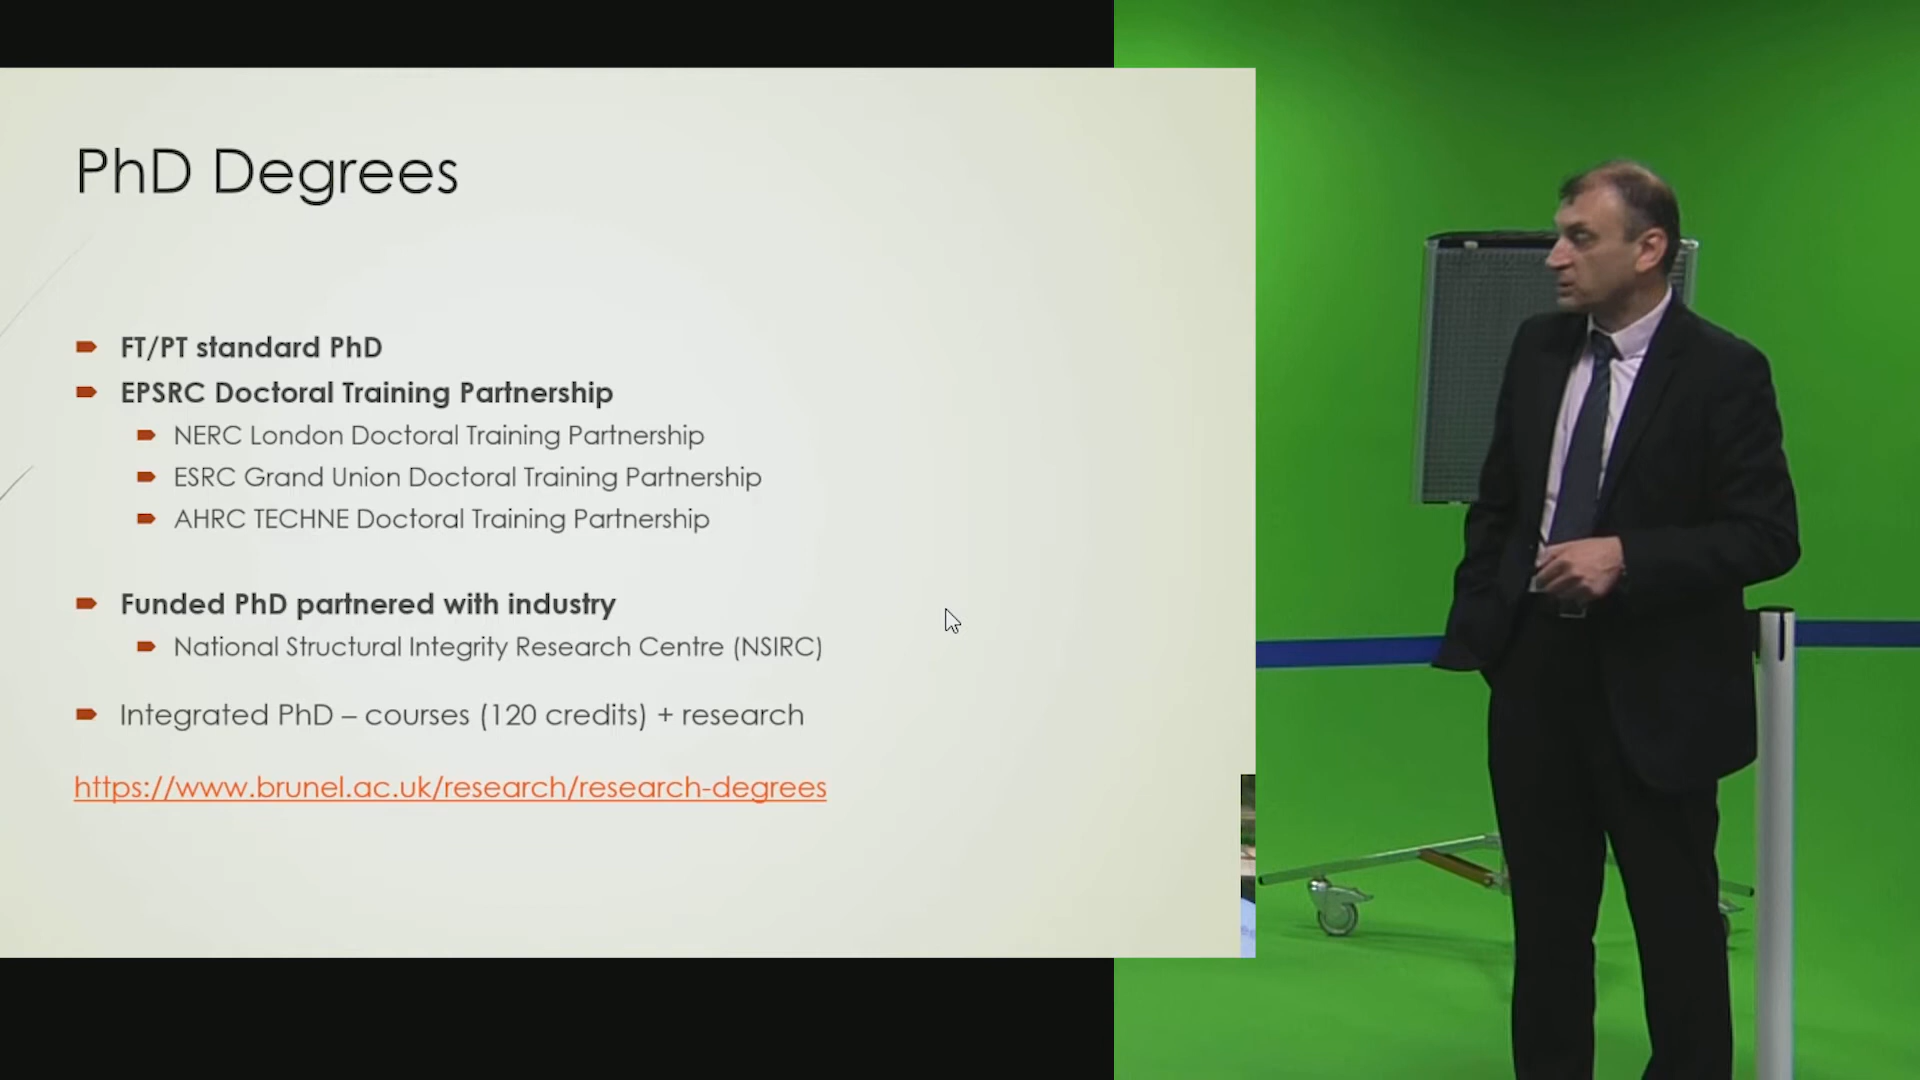 PhD Degrees
FT/PT standard PhD
EPSRC Doctoral Training Partnership
NERC London Doctoral Training Partnership
ESRC Grand Union Doctoral Training Partnership
AHRC TECHNE Doctoral Training Partnership
Funded PhD partnered with industry
National Structural Integrity Research Centre (NSIRC)
Integrated PhD – courses (120 credits) + research
https://www.brunel.ac.uk/research/research-degrees